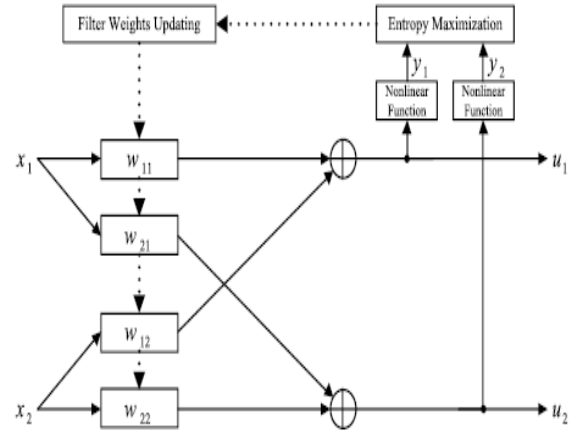 Filter Weights Updating
Entropy Maximization
y1
y2
Nonlinear
Function
Nonlinear
Function
x1
w11
u1
w21
w12
x2
w22
u2